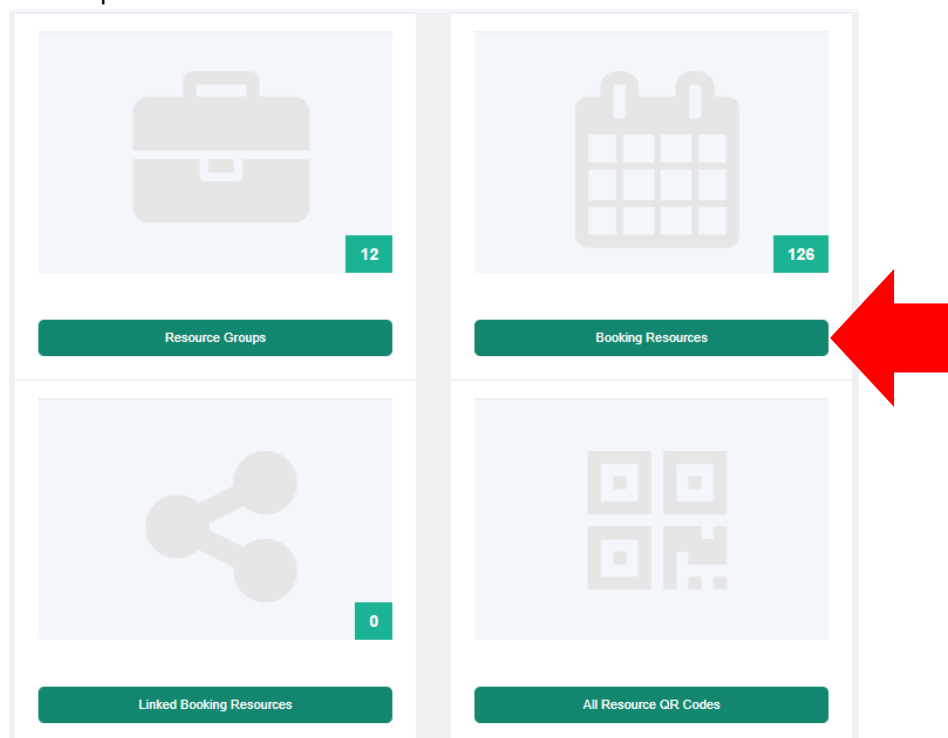 12
126
Resource Groups
Booking Resources
0
Linked Booking Resources
All Resource QR Codes